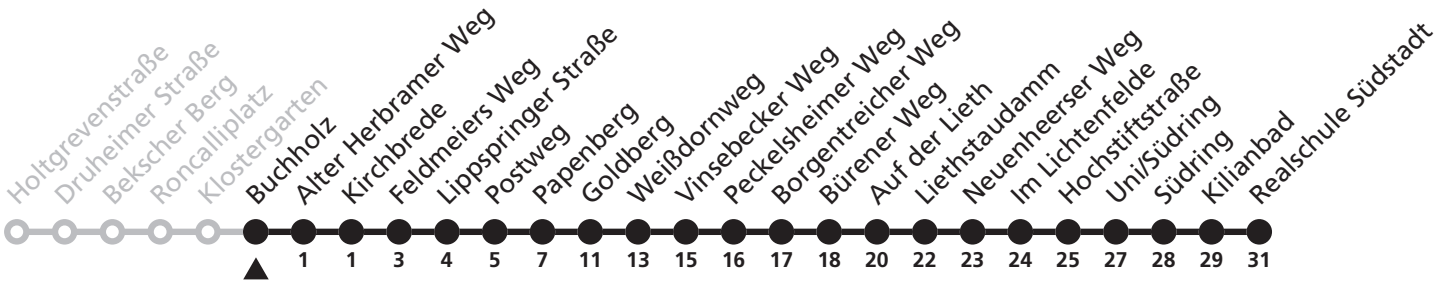 Holtgrevenstraße
Druheimer Straße
Bekscher Berg
Roncalliplatz
Klostergarten
Buchholz
Alter Herbramer Weg
Kirchbrede
Feldmeiers Weg
Lippspringer Straße
Postweg
Papenberg
Goldberg
Weißdornweg
Vinsebecker Weg
Peckelsheimer Weg
Borgentreicher Weg
Bürener Weg
Auf der Lieth
Liethstaudamm
Neuenheerser Weg
Im Lichtenfelde
Hochstiftstraße
Uni/Südring
Südring
Kilianbad
Realschule Südstadt
1 1 3 4 5 7 11 13 15 16 17 18 20 22 23 24 25 27 28 29 31